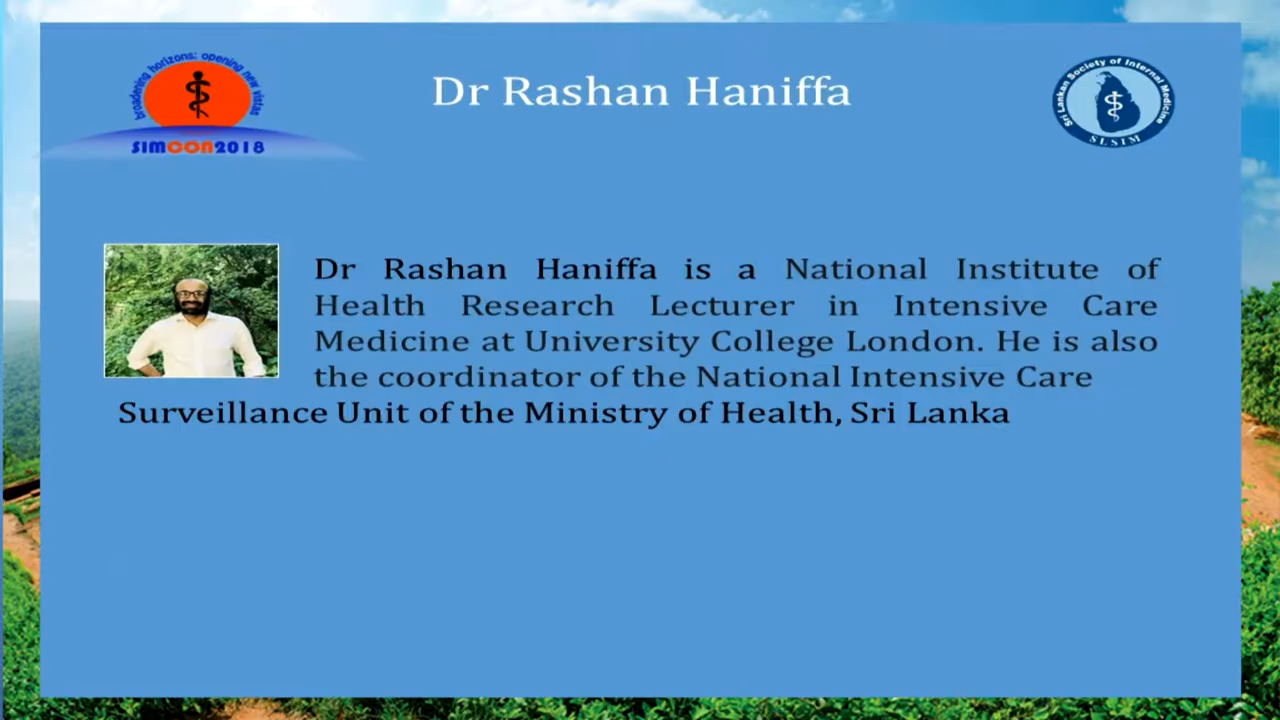 broadening horizons: opening new vistas
SIMCON2018
Dr Rashan Haniffa
Sri Lankan Society of Internal Medicine
SLSIM
Dr Rashan Haniffa is a National Institute of
Health Research Lecturer in Intensive Care
Medicine at University College London. He is also
the coordinator of the National Intensive Care
Surveillance Unit of the Ministry of Health, Sri Lanka